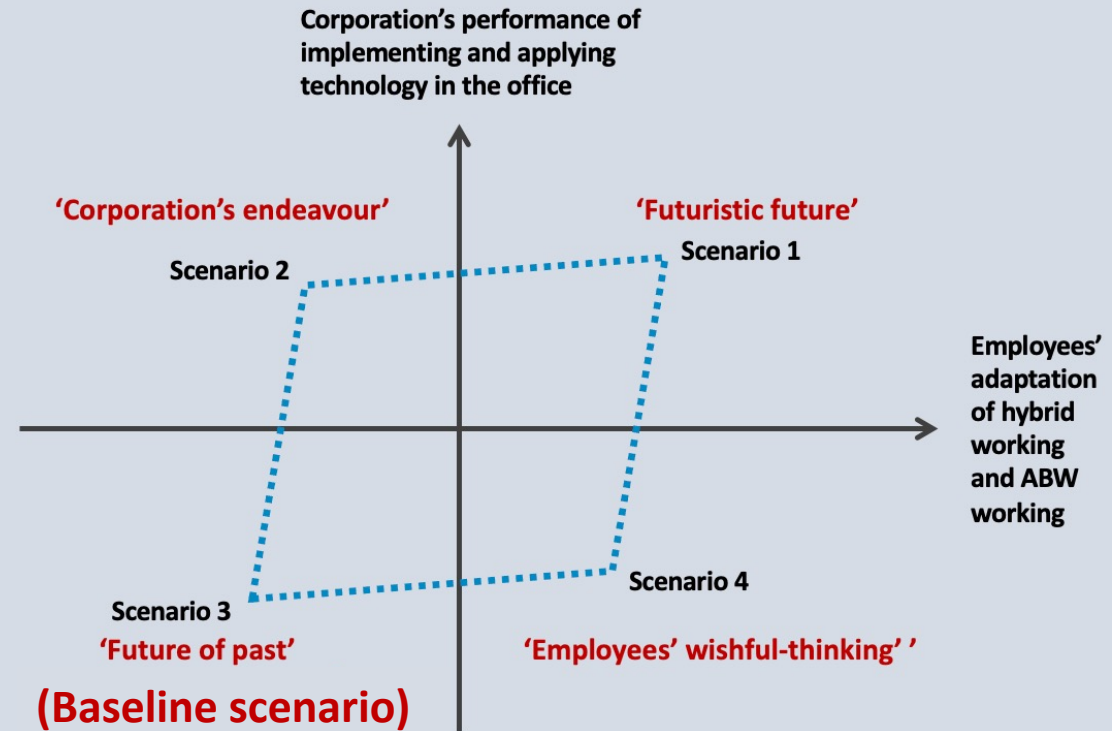 Corporation's performance of
implementing and applying
technology in the office
'Corporation's endeavour'
'Futuristic future'
Scenario 2
Scenario 1
Employees'
adaptation
of hybrid
working
and ABW
working
Scenario 3
Scenario 4
'Future of past'
'Employees' wishful-thinking' '
(Baseline scenario)